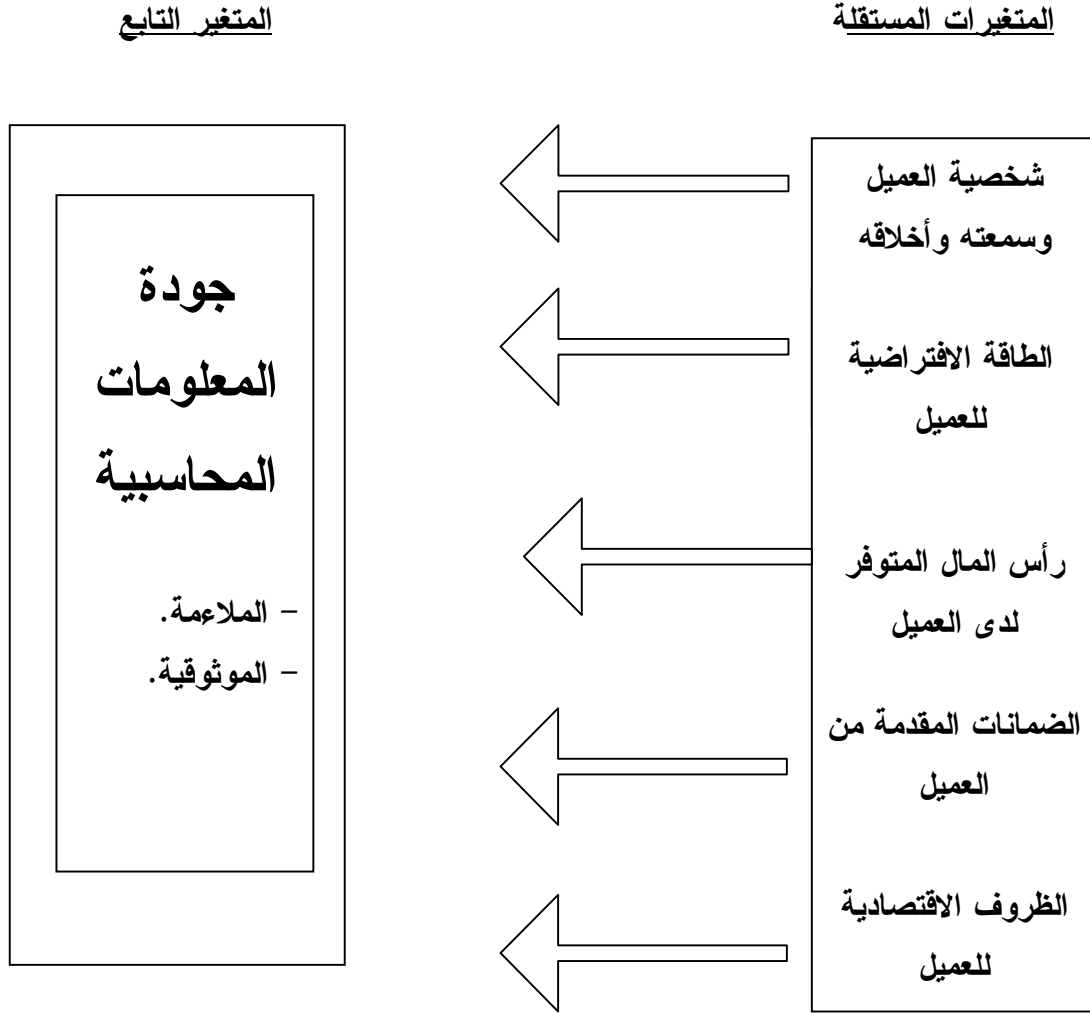 المتغيرات المستقلة
المتغير التابع
شخصية العميل
وسمعته وأخلاقه
الطاقة الافتراضية
للعميل
رأس المال المتوفر
لدى العميل
الضمانات المقدمة من
العميل
الظروف الاقتصادية
للعميل
جودة
المعلومات
المحاسبية
- الملاءمة.
- الموثوقية.